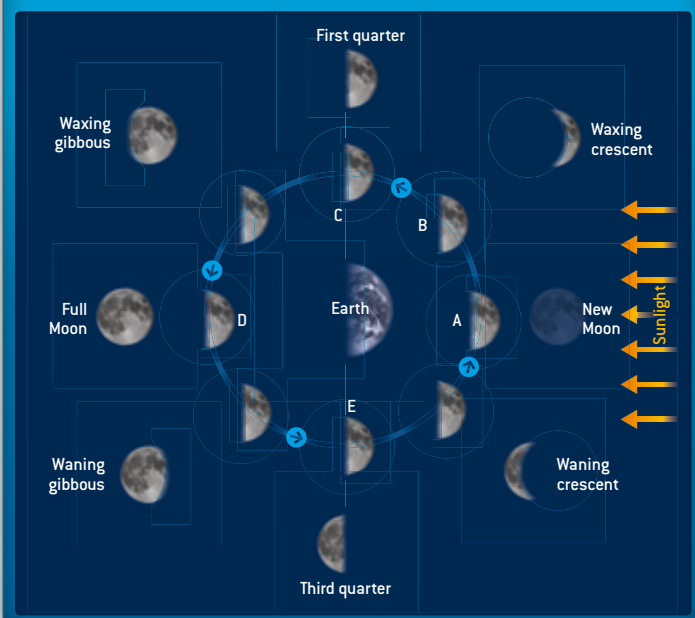 First quarter
Waxing
gibbous
Waxing
crescent
C
B
Full
Moon
D
Earth
A
New
Moon
Sunlight
E
Waning
gibbous
Waning
crescent
Third quarter